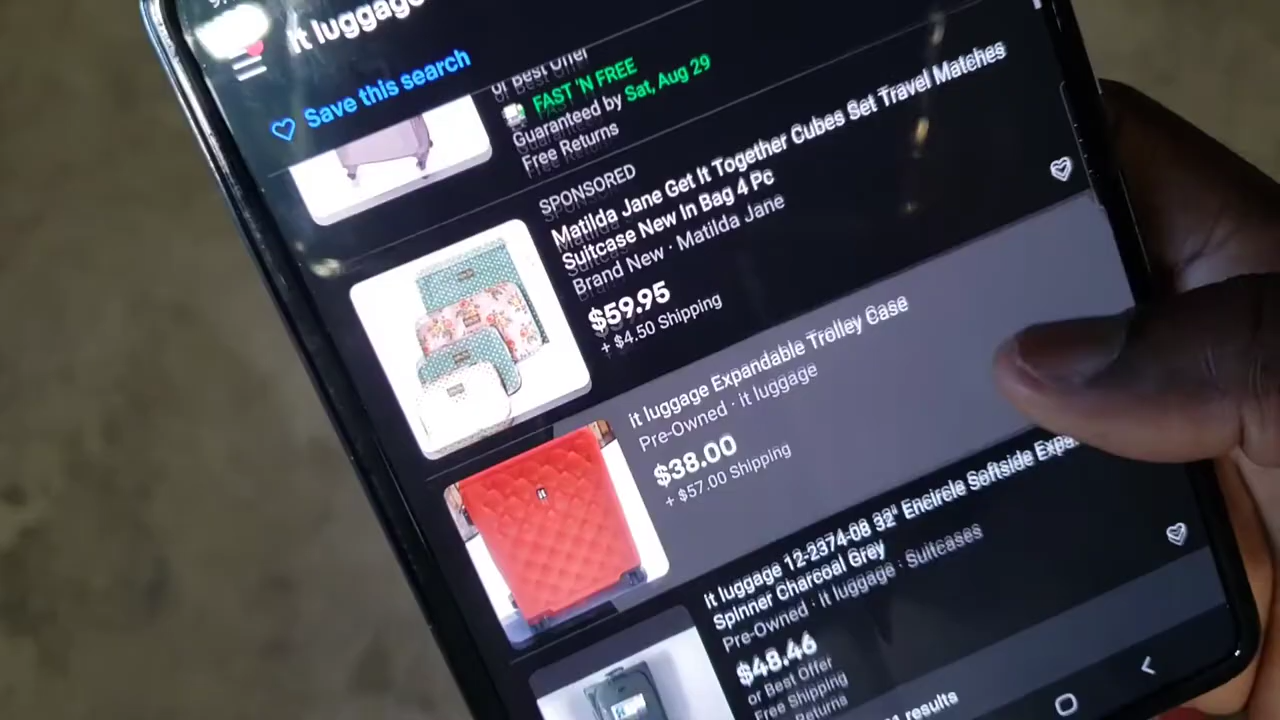 it luggage
Save this search
or Best Offer
FAST 'N FREE
Guaranteed by Sat, Aug 29
Free Returns
SPONSORED
Matilda Jane Get It Together Cubes Set Travel Matches
Suitcase New In Bag 4 Pc
Brand New · Matilda Jane
$59.95
+ $4.50 Shipping
it luggage Expandable Trolley Case
Pre-Owned · it luggage
$38.00
+ $57.00 Shipping
it luggage 12-2374-08 32" Encircle Softside Expa...
Spinner Charcoal Grey
Pre-Owned · it luggage · Suitcases
$48.46
or Best Offer
Free Shipping
Returns
results